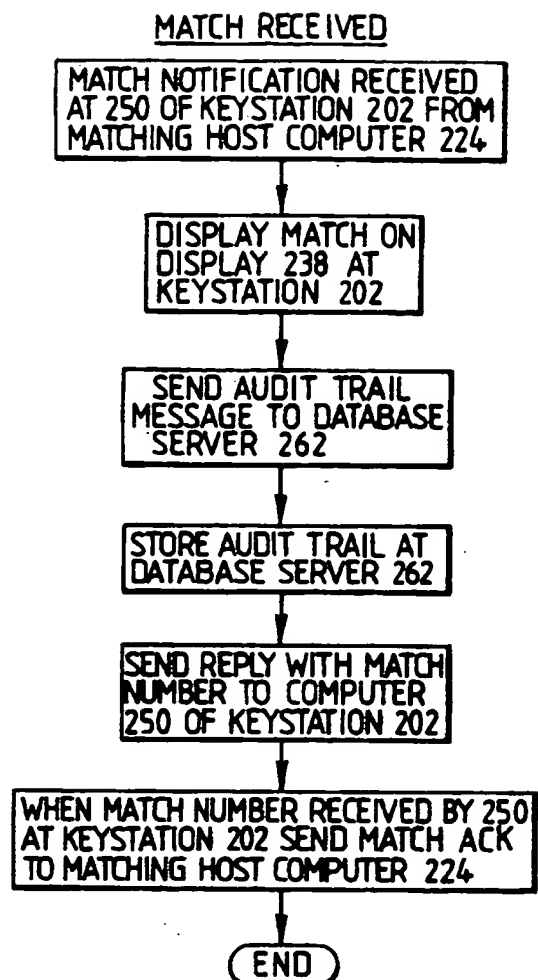 MATCH RECEIVED
MATCH NOTIFICATION RECEIVED
AT 250 OF KEYSTATION 202 FROM
MATCHING HOST COMPUTER 224
DISPLAY MATCH ON
DISPLAY 238 AT
KEYSTATION 202
SEND AUDIT TRAIL
MESSAGE TO DATABASE
SERVER 262
STORE AUDIT TRAIL AT
DATABASE SERVER 262
SEND REPLY WITH MATCH
NUMBER TO COMPUTER
250 OF KEYSTATION 202
WHEN MATCH NUMBER RECEIVED BY 250
AT KEYSTATION 202 SEND MATCH ACK
TO MATCHING HOST COMPUTER 224
END